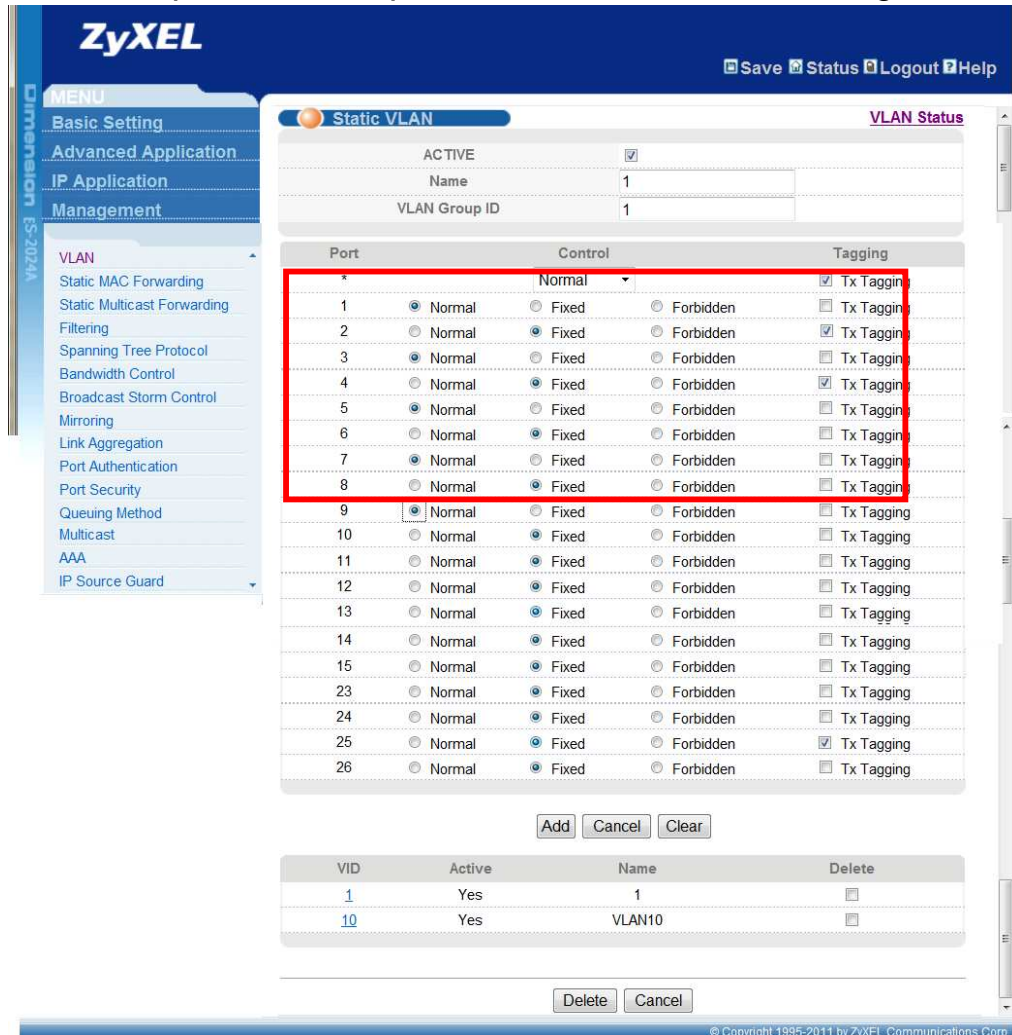 ZyXEL
Save Status Logout Help
Dimension ES-2024A
MENU
Basic Setting
Advanced Application
IP Application
Management
VLAN
Static MAC Forwarding
Static Multicast Forwarding
Filtering
Spanning Tree Protocol
Bandwidth Control
Broadcast Storm Control
Mirroring
Link Aggregation
Port Authentication
Port Security
Queuing Method
Multicast
AAA
IP Source Guard
Static VLAN VLAN Status
ACTIVE
Name 1
VLAN Group ID 1
Port Control Tagging
* Normal Tx Tagging
1 Normal Fixed Forbidden Tx Tagging
2 Normal Fixed Forbidden Tx Tagging
3 Normal Fixed Forbidden Tx Tagging
4 Normal Fixed Forbidden Tx Tagging
5 Normal Fixed Forbidden Tx Tagging
6 Normal Fixed Forbidden Tx Tagging
7 Normal Fixed Forbidden Tx Tagging
8 Normal Fixed Forbidden Tx Tagging
9 Normal Fixed Forbidden Tx Tagging
10 Normal Fixed Forbidden Tx Tagging
11 Normal Fixed Forbidden Tx Tagging
12 Normal Fixed Forbidden Tx Tagging
13 Normal Fixed Forbidden Tx Tagging
14 Normal Fixed Forbidden Tx Tagging
15 Normal Fixed Forbidden Tx Tagging
23 Normal Fixed Forbidden Tx Tagging
24 Normal Fixed Forbidden Tx Tagging
25 Normal Fixed Forbidden Tx Tagging
26 Normal Fixed Forbidden Tx Tagging
Add Cancel Clear
VID Active Name Delete
1 Yes 1
10 Yes VLAN10
Delete Cancel
© Copyright 1995-2011 by ZyXEL Communications Corp.